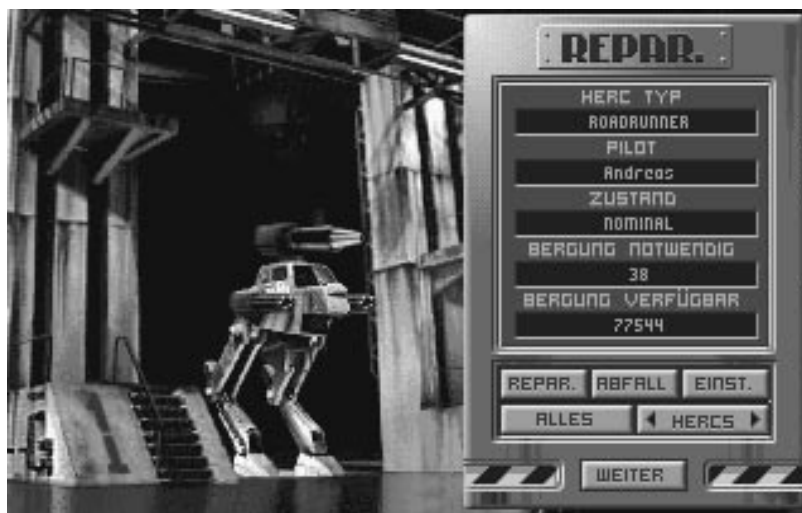 REPAR.
HERC TYP
ROADRUNNER
PILOT
Andreas
ZUSTAND
NOMINAL
BERGUNG NOTWENDIG
38
BERGUNG VERFÜGBAR
77544
REPAR. ABFALL EINST.
ALLES HERCS
WEITER
11